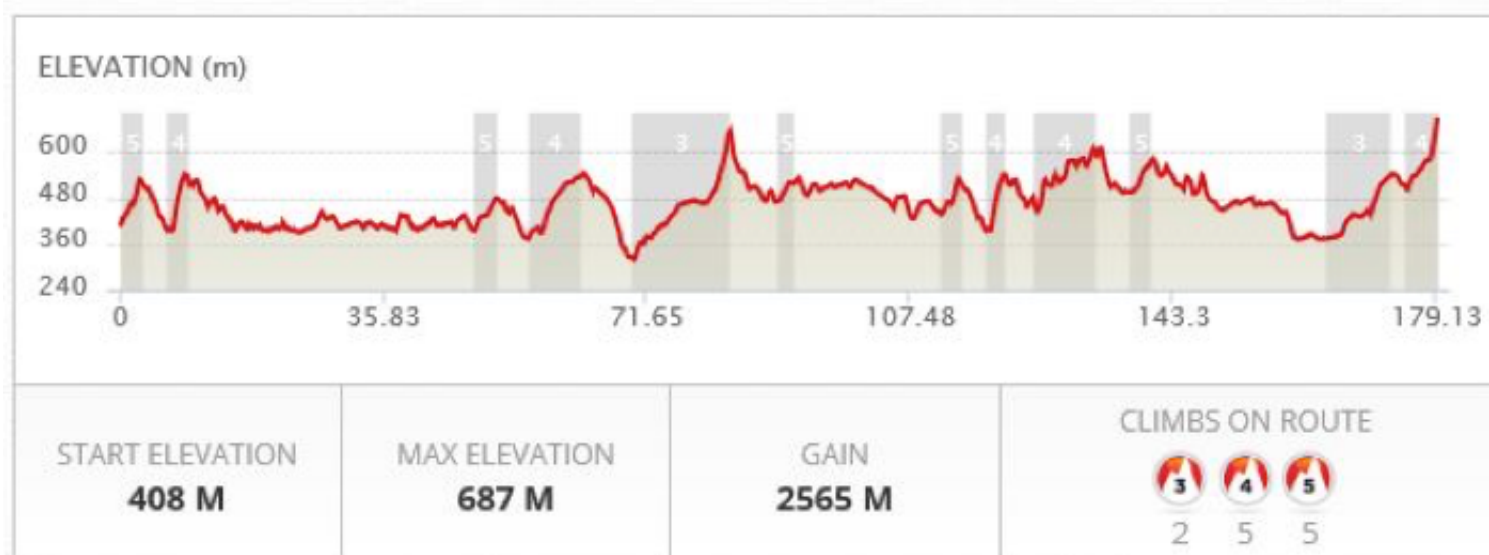 ELEVATION (m)
5 4 5 4 3 5 5 4 4 5 3 4
600
480
360
240
0 35.83 71.65 107.48 143.3 179.13
START ELEVATION
408 M
MAX ELEVATION
687 M
GAIN
2565 M
CLIMBS ON ROUTE
3 4 5
2 5 5